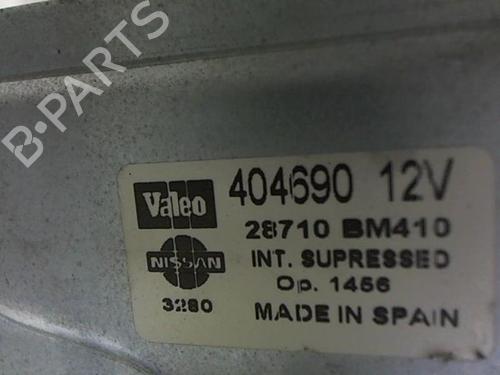 B-PARTS
Valeo 404690 12V
28710 BM410
NISSAN INT. SUPRESSED
3280 Op. 1456
MADE IN SPAIN